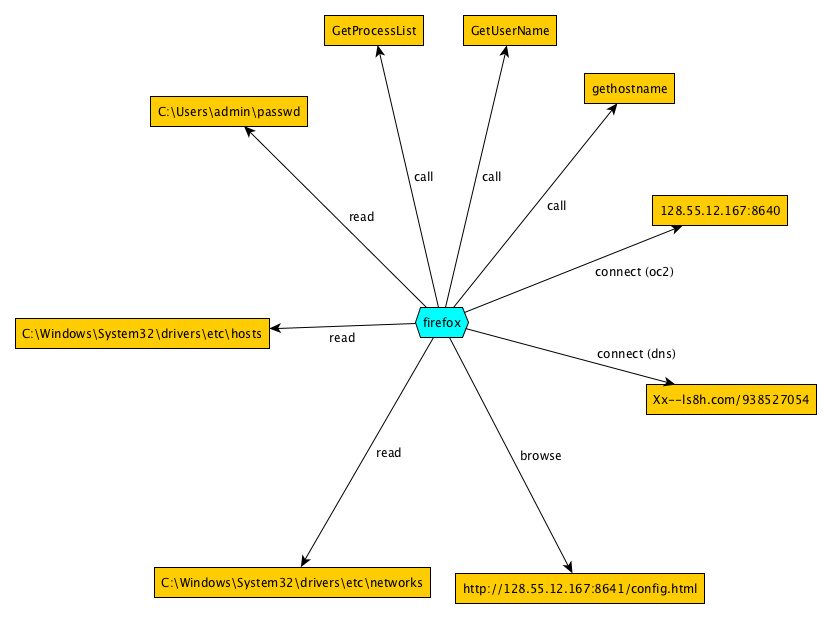 GetProcessList
GetUserName
gethostname
C:\Users\admin\passwd
call
call
call
128.55.12.167:8640
read
connect (oc2)
firefox
C:\Windows\System32\drivers\etc\hosts
read
connect (dns)
Xx--ls8h.com/938527054
read
browse
C:\Windows\System32\drivers\etc\networks
http://128.55.12.167:8641/config.html